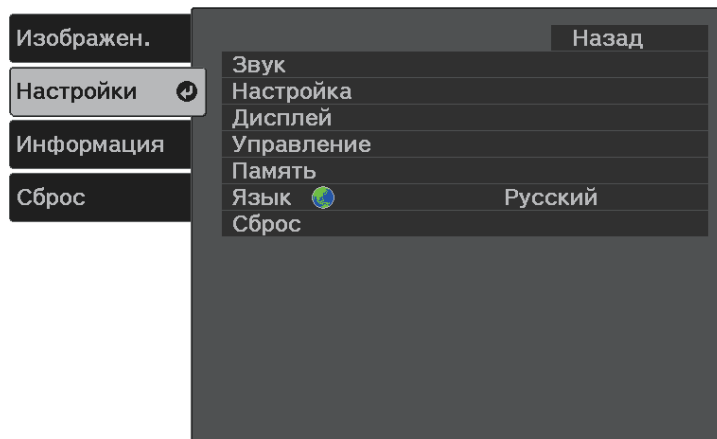 Изображен.
Настройки
Информация
Сброс
Назад
Звук
Настройка
Дисплей
Управление
Память
Язык Русский
Сброс